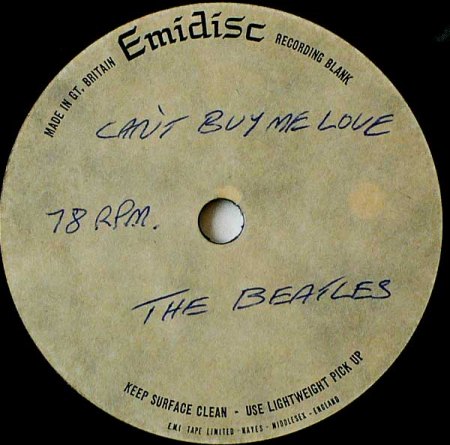 Emidisc
MADE IN GT. BRITAIN
RECORDING BLANK
CAN'T BUY ME LOVE
78 RPM.
THE BEATLES
KEEP SURFACE CLEAN - USE LIGHTWEIGHT PICK UP
E.M.I TAPE LIMITED - HAYES - MIDDLESEX - ENGLAND